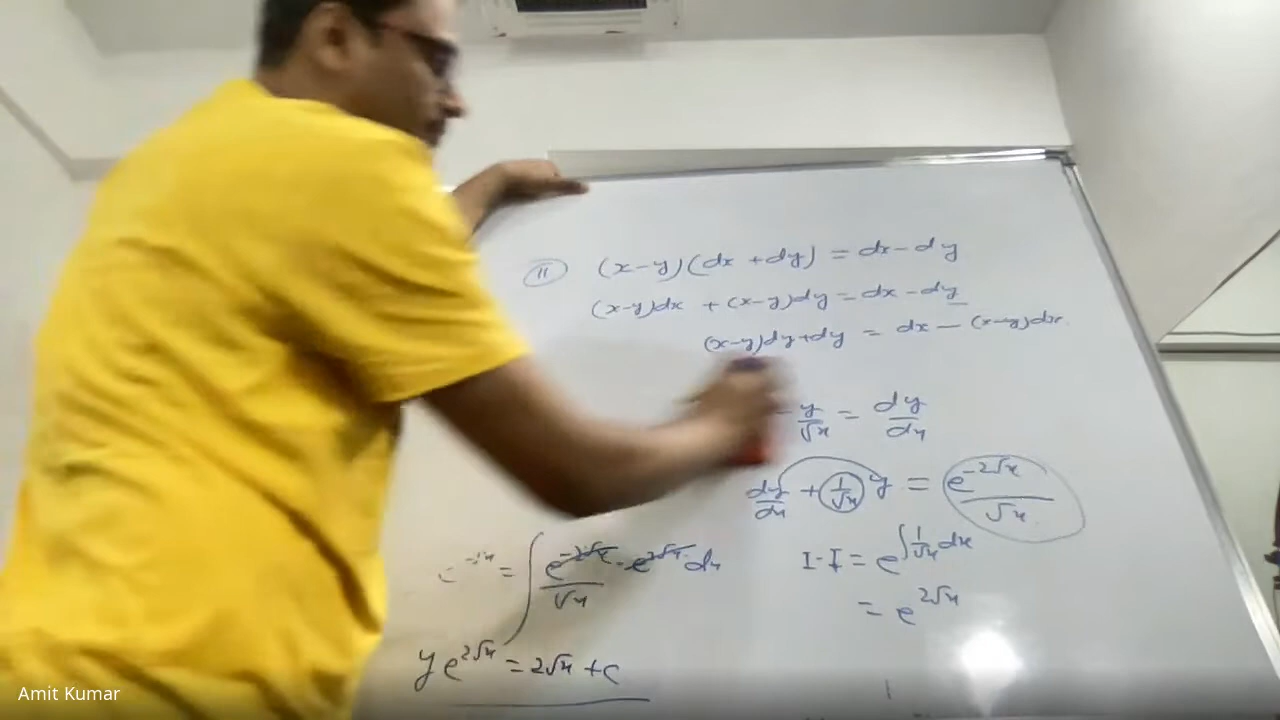 (11) (x-y)(dx+dy) = dx-dy
(x-y)dx + (x-y)dy = dx - dy
(x-y)dy+dy = dx - (x-y)dx
y/√x = dy/dx
dy/dx + (1/√x) y = e^{-2√x}/√x
I·I = e^{∫1/√x dx}
= e^{2√x}
= ∫ e^{-2√x}/√x · e^{2√x} dx
y e^{2√x} = 2√x + c
Amit Kumar